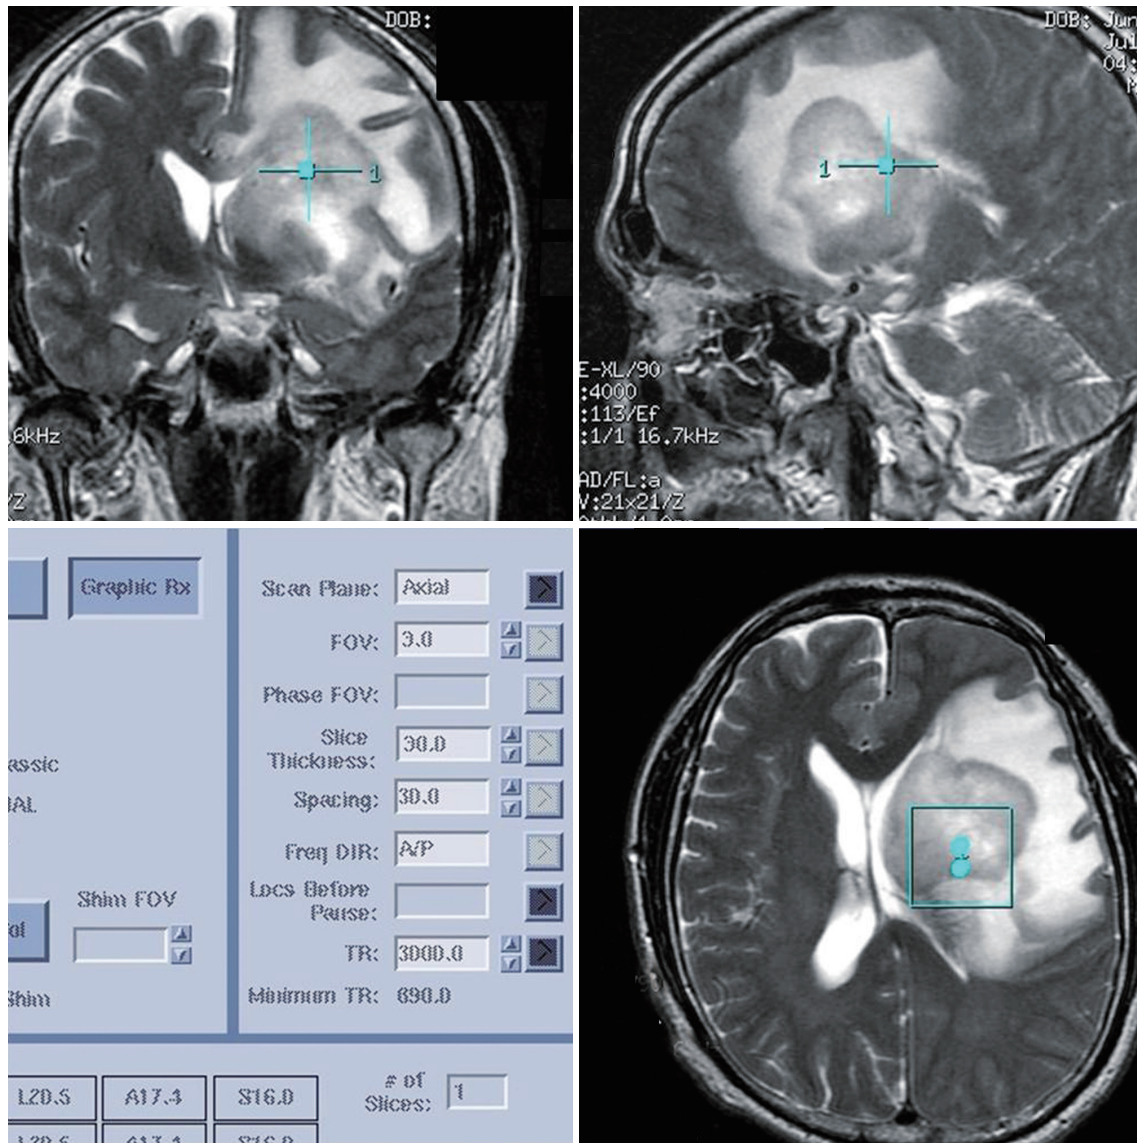 DOB:
1
.6kHz
/Z
DOB: Jun
Jul
04:
M
1
E-XL/90
:4000
:113/Ef
:1/1 16.7kHz
AD/FL:a
V:21x21/Z
Graphic Rx
assic
IAL
Shim FOV
ol
Shim
Scan Plane: Axial
FOV: 3.0
Phase FOV:
Slice
Thickness: 30.0
Spacing: 30.0
Freq DIR: A/P
Locs Before
Pause:
TR: 3000.0
Minimum TR: 690.0
L20.5 A17.4 S16.0
# of
Slices: 1